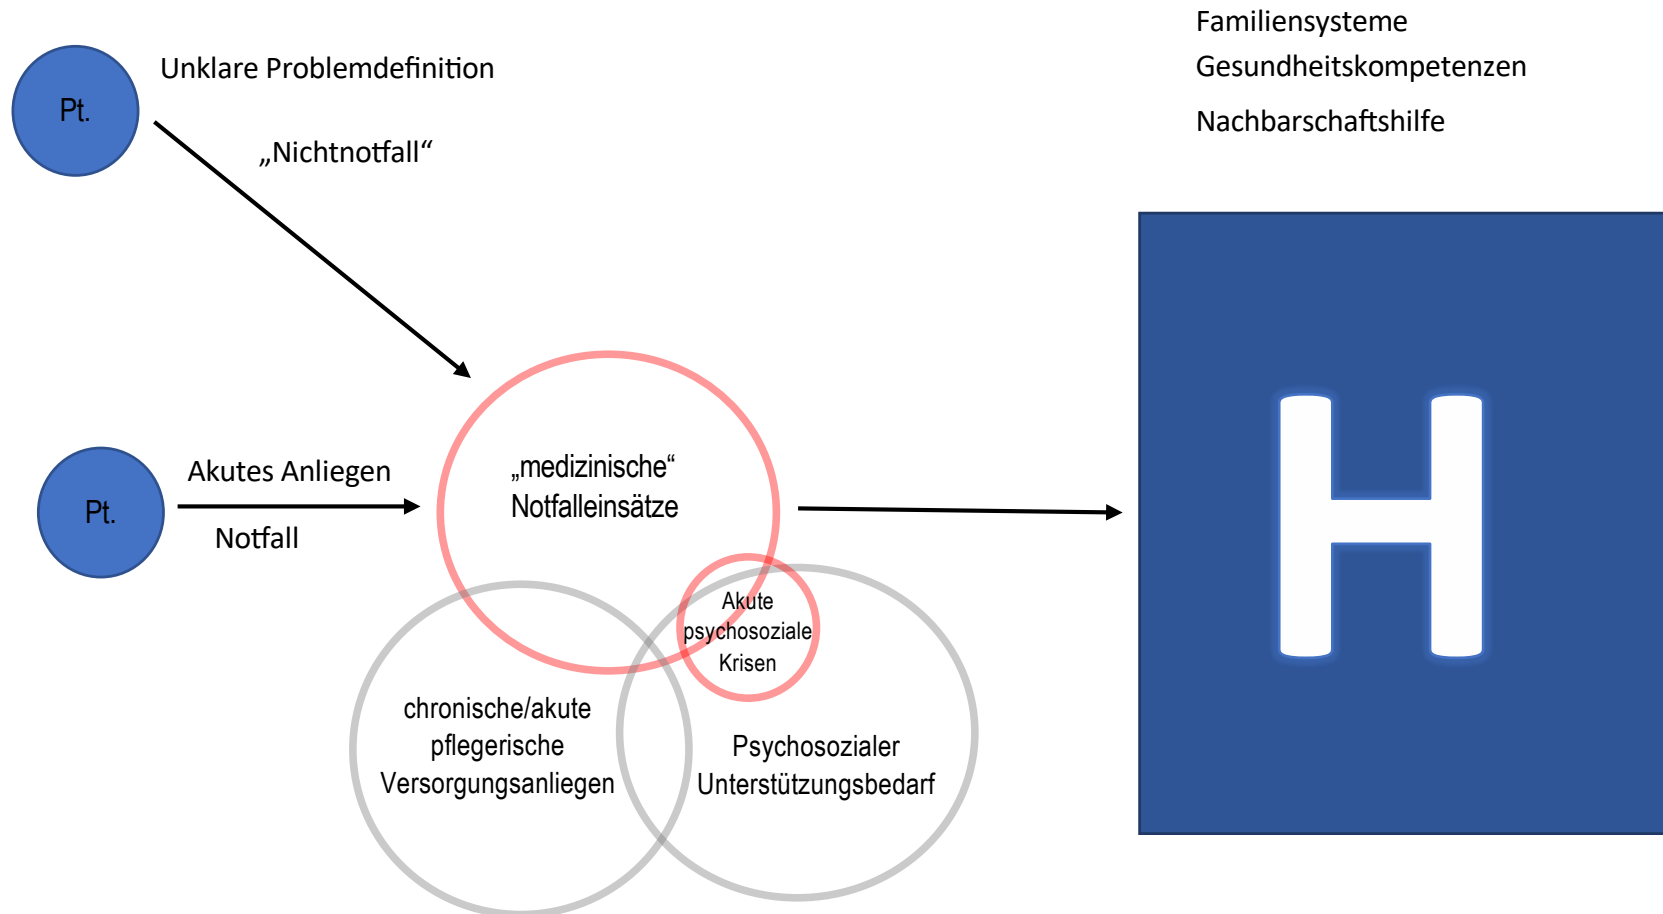 Familiensysteme
Gesundheitskompetenzen
Nachbarschaftshilfe
Unklare Problemdefinition
Pt.
„Nichtnotfall“
Akutes Anliegen
Pt.
Notfall
„medizinische“
Notfalleinsätze
Akute
psychosoziale
Krisen
chronische/akute
pflegerische
Versorgungsanliegen
Psychosozialer
Unterstützungsbedarf
H